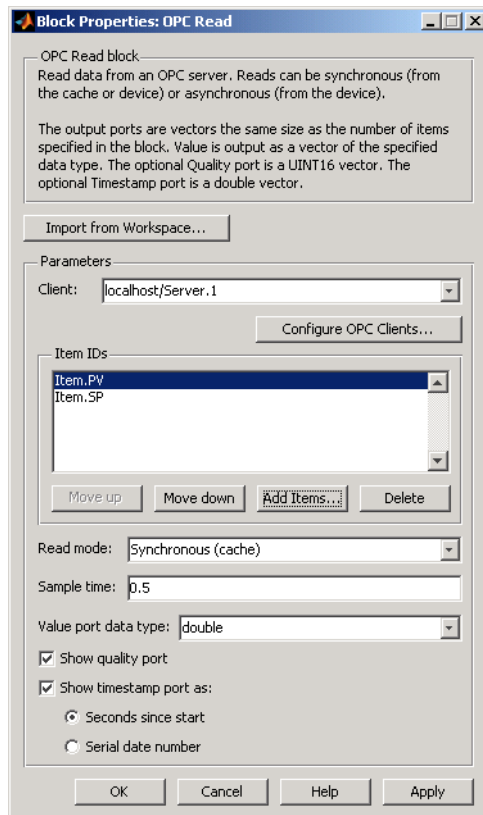 Block Properties: OPC Read
OPC Read block
Read data from an OPC server. Reads can be synchronous (from
the cache or device) or asynchronous (from the device).
The output ports are vectors the same size as the number of items
specified in the block. Value is output as a vector of the specified
data type. The optional Quality port is a UINT16 vector. The
optional Timestamp port is a double vector.
Import from Workspace...
Parameters
Client: localhost/Server.1
Configure OPC Clients...
Item IDs
Item.PV
Item.SP
Move up Move down Add Items... Delete
Read mode: Synchronous (cache)
Sample time: 0.5
Value port data type: double
Show quality port
Show timestamp port as:
Seconds since start
Serial date number
OK Cancel Help Apply